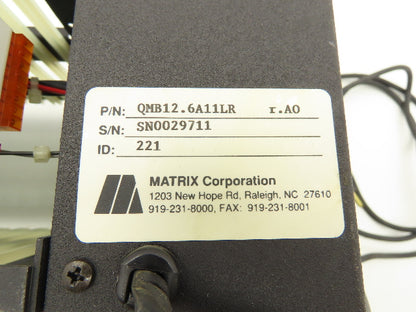 P/N: QMB12.6A11LR r.A0
S/N: SN0029711
ID: 221
MATRIX Corporation
1203 New Hope Rd, Raleigh, NC 27610
919-231-8000, FAX: 919-231-8001